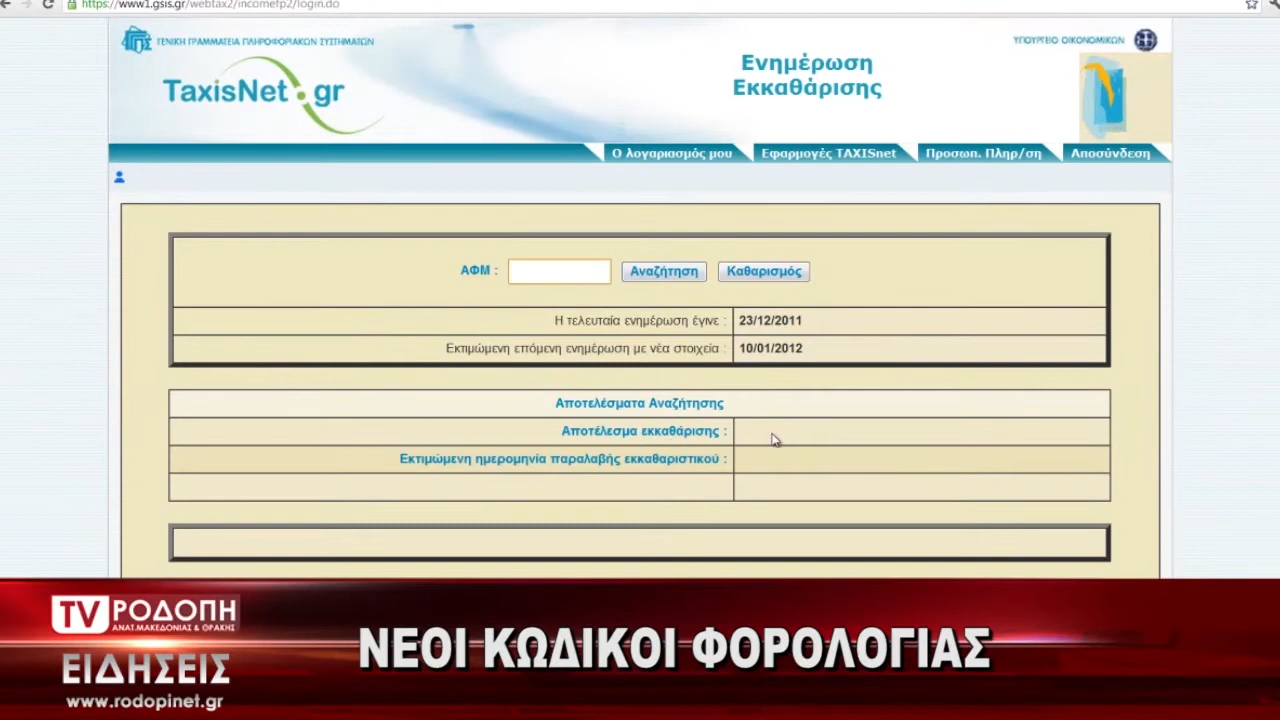 https://www1.gsis.gr/webtax2/incomefp2/login.do
ΓΕΝΙΚΗ ΓΡΑΜΜΑΤΕΙΑ ΠΛΗΡΟΦΟΡΙΑΚΩΝ ΣΥΣΤΗΜΑΤΩΝ
ΥΠΟΥΡΓΕΙΟ ΟΙΚΟΝΟΜΙΚΩΝ
TaxisNet.gr
Ενημέρωση
Εκκαθάρισης
Ο λογαριασμός μου Εφαρμογές TAXISnet Προσωπ. Πληρ/ση Αποσύνδεση
ΑΦΜ : Αναζήτηση Καθαρισμός
Η τελευταία ενημέρωση έγινε : 23/12/2011
Εκτιμώμενη επόμενη ενημέρωση με νέα στοιχεία : 10/01/2012
Αποτελέσματα Αναζήτησης
Αποτέλεσμα εκκαθάρισης :
Εκτιμώμενη ημερομηνία παραλαβής εκκαθαριστικού :
TV ΡΟΔΟΠΗ
ΑΝΑΤ.ΜΑΚΕΔΟΝΙΑΣ & ΘΡΑΚΗΣ
ΕΙΔΗΣΕΙΣ
www.rodopinet.gr
ΝΕΟΙ ΚΩΔΙΚΟΙ ΦΟΡΟΛΟΓΙΑΣ